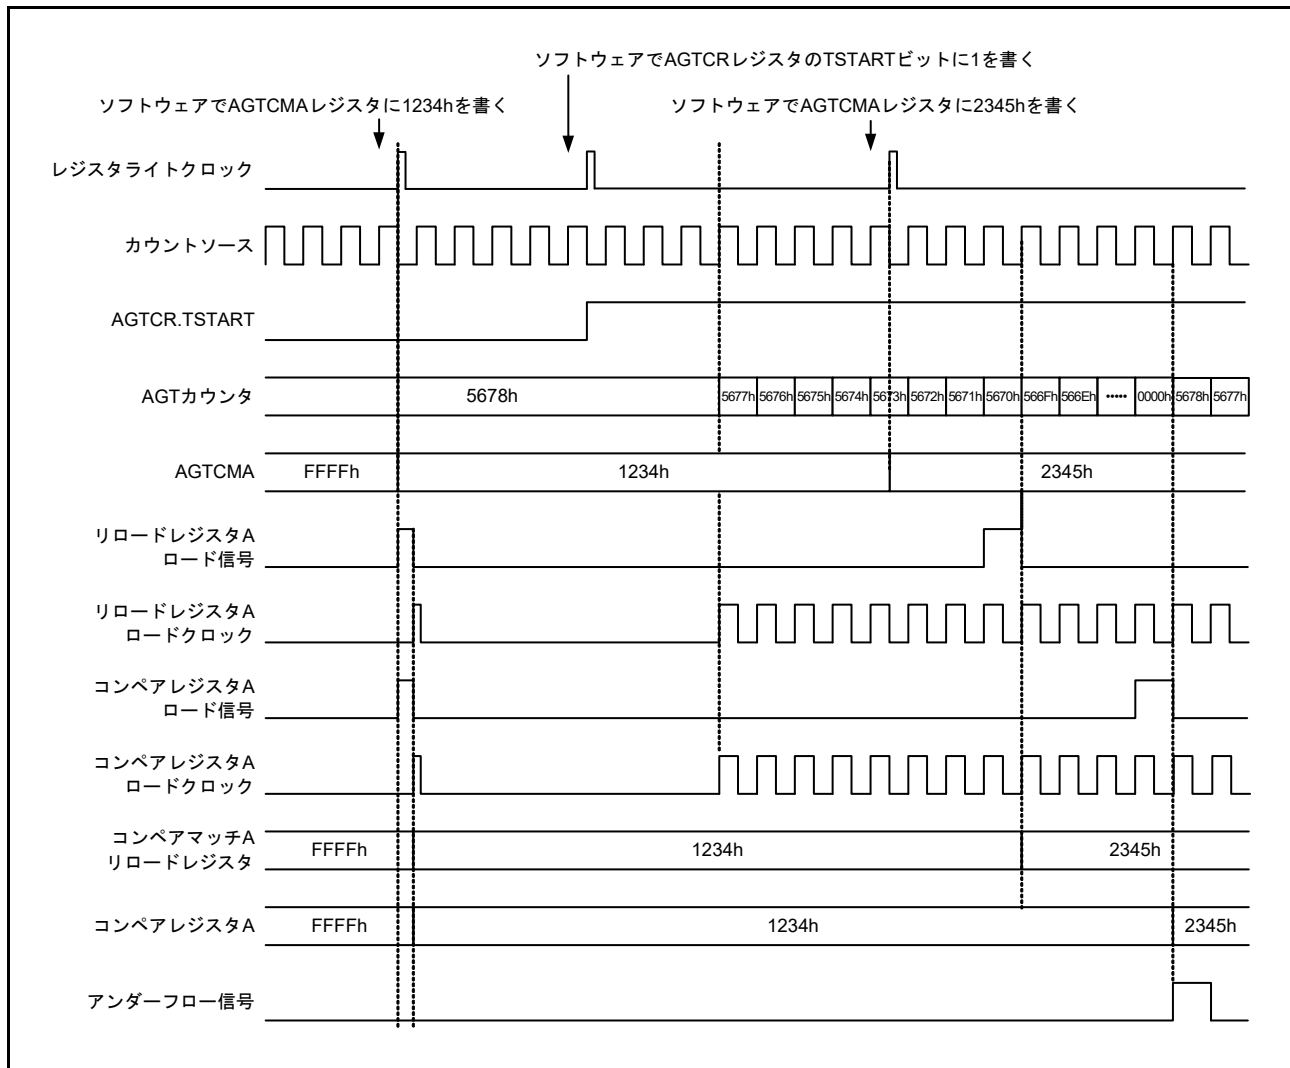 ソフトウェアでAGTCRレジスタのTSTARTビットに1を書く
ソフトウェアでAGTCMAレジスタに1234hを書く
ソフトウェアでAGTCMAレジスタに2345hを書く
レジスタライトクロック
カウントソース
AGTCR.TSTART
AGTカウンタ
5678h
5677h 5676h 5675h 5674h 5673h 5672h 5671h 5670h 566Fh 566Eh ····· 0000h 5678h 5677h
AGTCMA
FFFFh
1234h
2345h
リロードレジスタA
ロード信号
リロードレジスタA
ロードクロック
コンペアレジスタA
ロード信号
コンペアレジスタA
ロードクロック
コンペアマッチA
リロードレジスタ
FFFFh
1234h
2345h
コンペアレジスタA
FFFFh
1234h
2345h
アンダーフロー信号